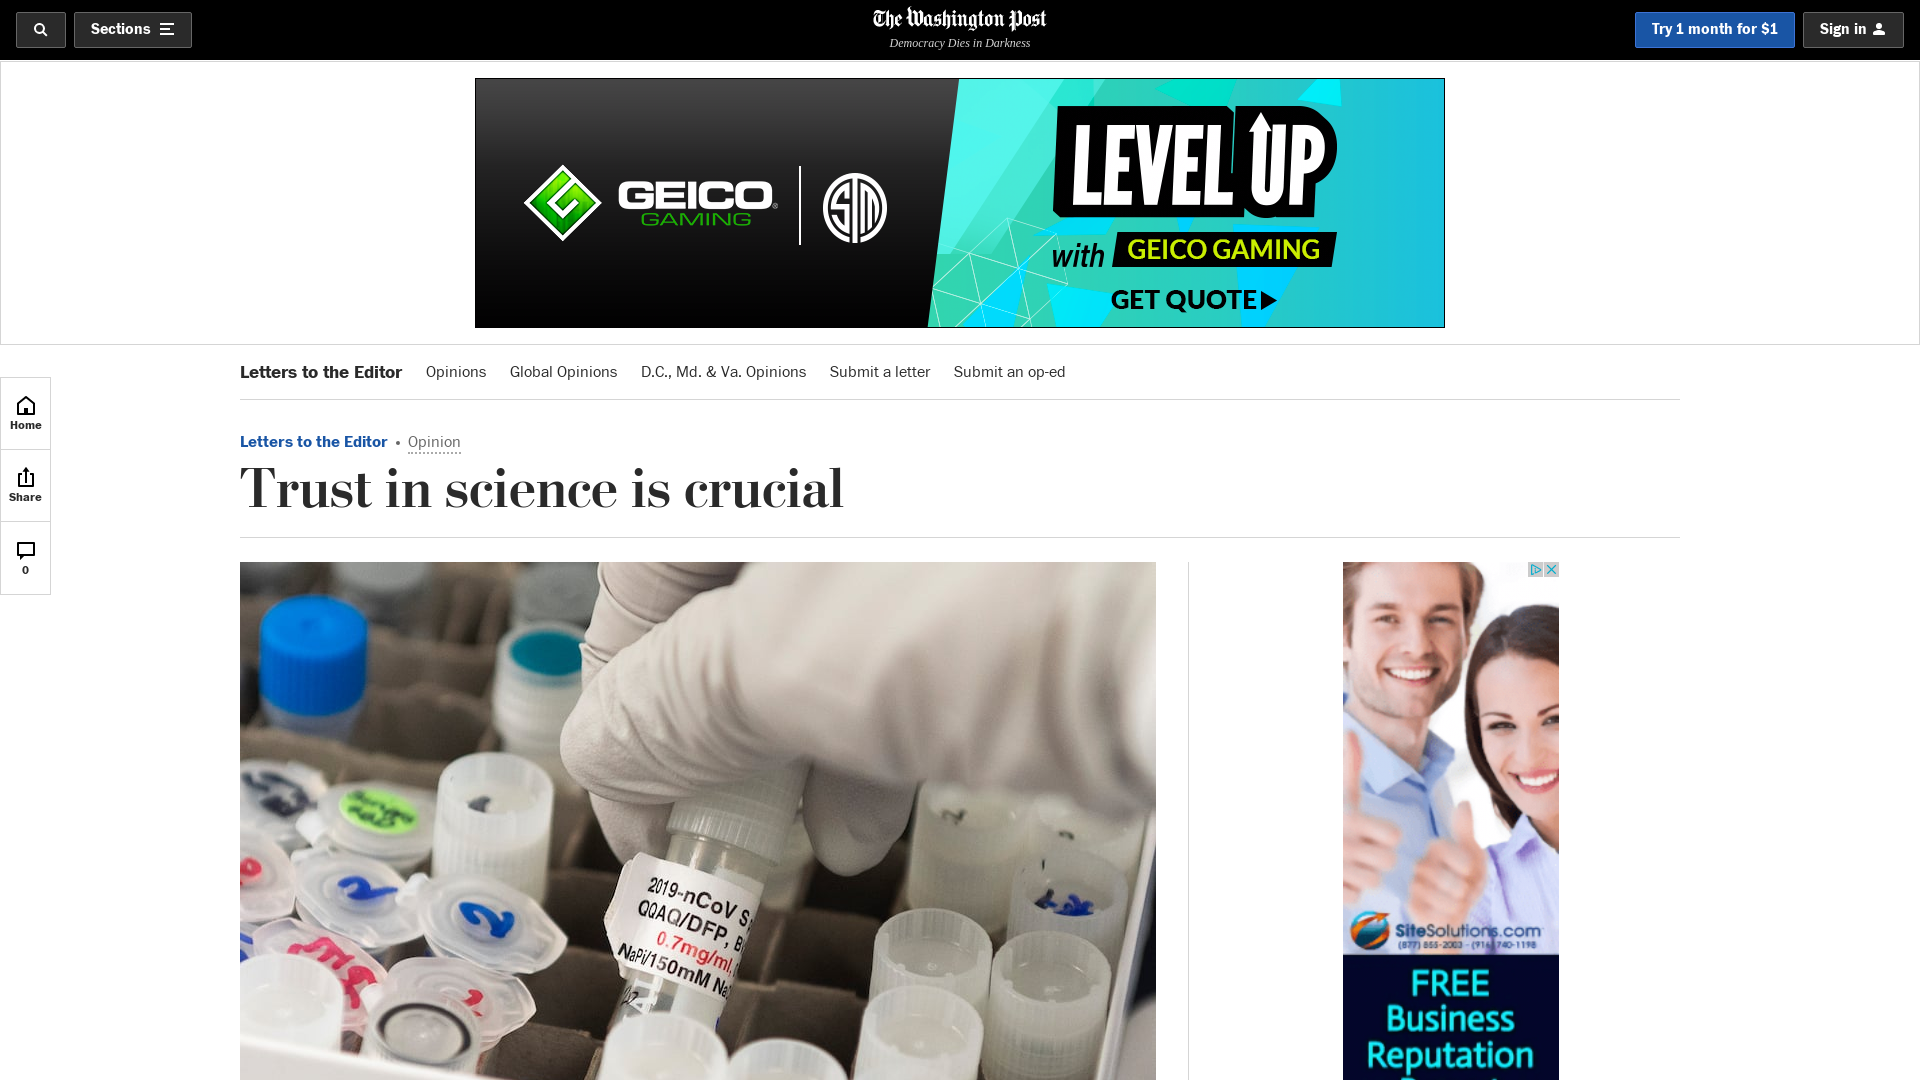 Sections
The Washington Post
Democracy Dies in Darkness
Try 1 month for $1
Sign in
GEICO
GAMING
TSM
LEVEL UP
with GEICO GAMING
GET QUOTE
Letters to the Editor Opinions Global Opinions D.C., Md. & Va. Opinions Submit a letter Submit an op-ed
Home
Share
0
Letters to the Editor • Opinion
Trust in science is crucial
2019-nCoV S
QQAQ/DFP,
0.7mg/ml,
NaPi/150mM Na
2
2
SiteSolutions.com
(877) 855-2003 - (916) 740-1198
FREE
Business
Reputation